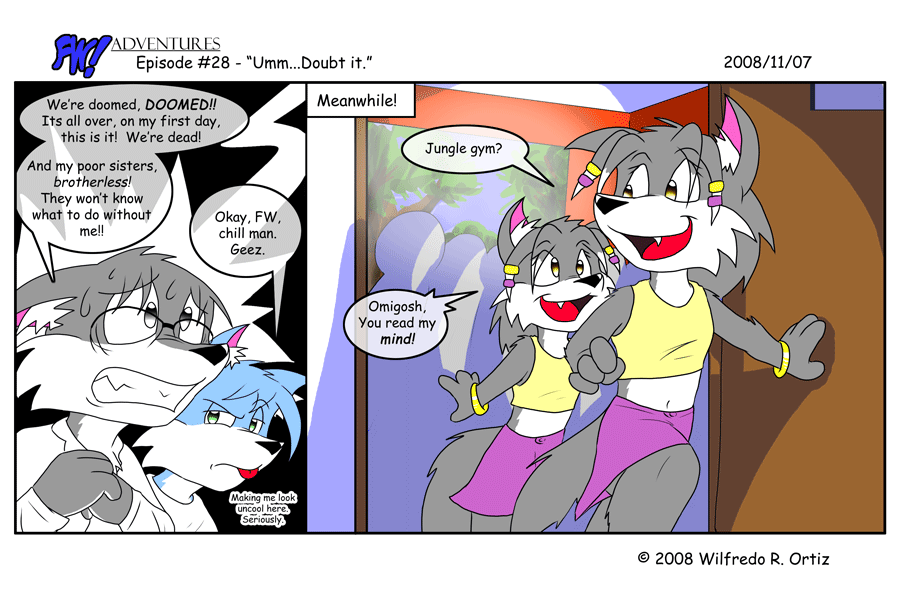 FW! ADVENTURES
Episode #28 - “Umm...Doubt it.”
2008/11/07
We're doomed, DOOMED!!
Its all over, on my first day,
this is it! We're dead!
And my poor sisters,
brotherless!
They won't know
what to do without
me!!
Okay, FW,
chill man.
Geez.
Making me look
uncool here.
Seriously.
Meanwhile!
Jungle gym?
Omigosh,
You read my
mind!
© 2008 Wilfredo R. Ortiz